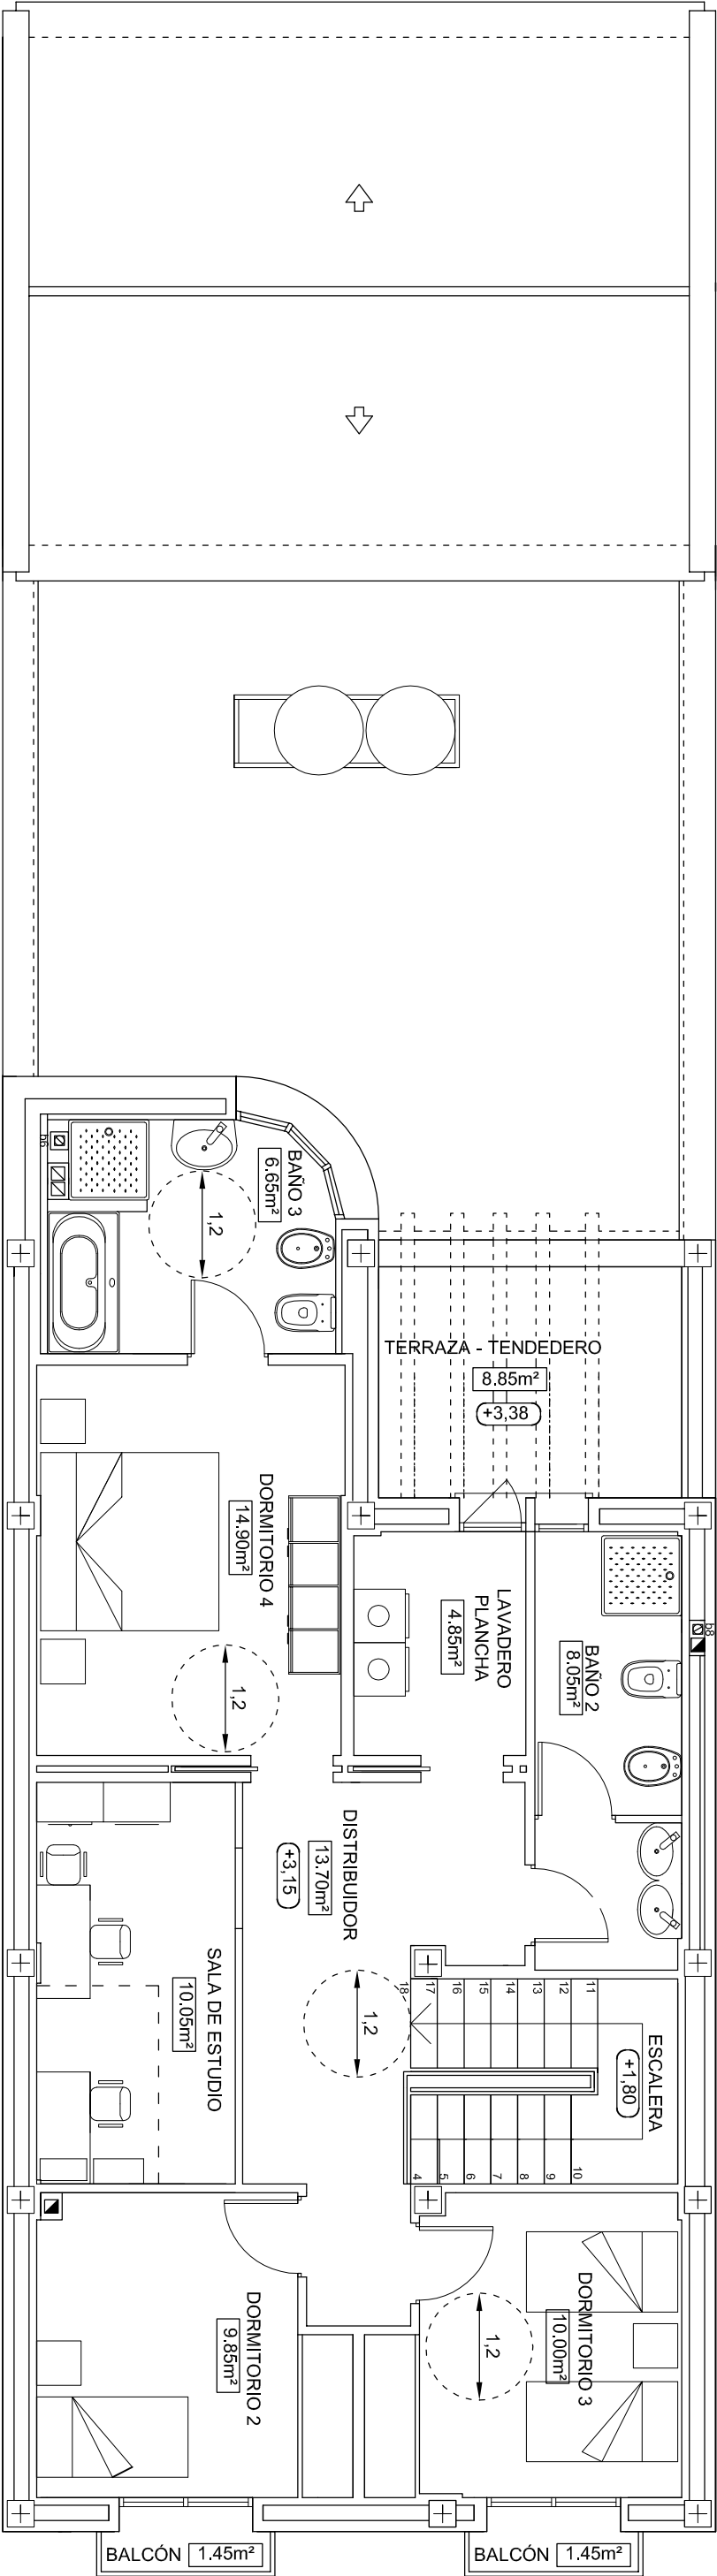 b6
BAÑO 3
6.65m²
1,2
TERRAZA - TENDEDERO
8.85m²
+3,38
DORMITORIO 4
14.90m²
1,2
LAVADERO
PLANCHA
4.85m²
BAÑO 2
8.05m²
b8
DISTRIBUIDOR
13.70m²
+3,15
1,2
SALA DE ESTUDIO
10.05m²
18
17
16
15
14
13
12
11
ESCALERA
+1,80
4
5
6
7
8
9
10
DORMITORIO 2
9.85m²
DORMITORIO 3
10.00m²
1,2
BALCÓN 1.45m²
BALCÓN 1.45m²